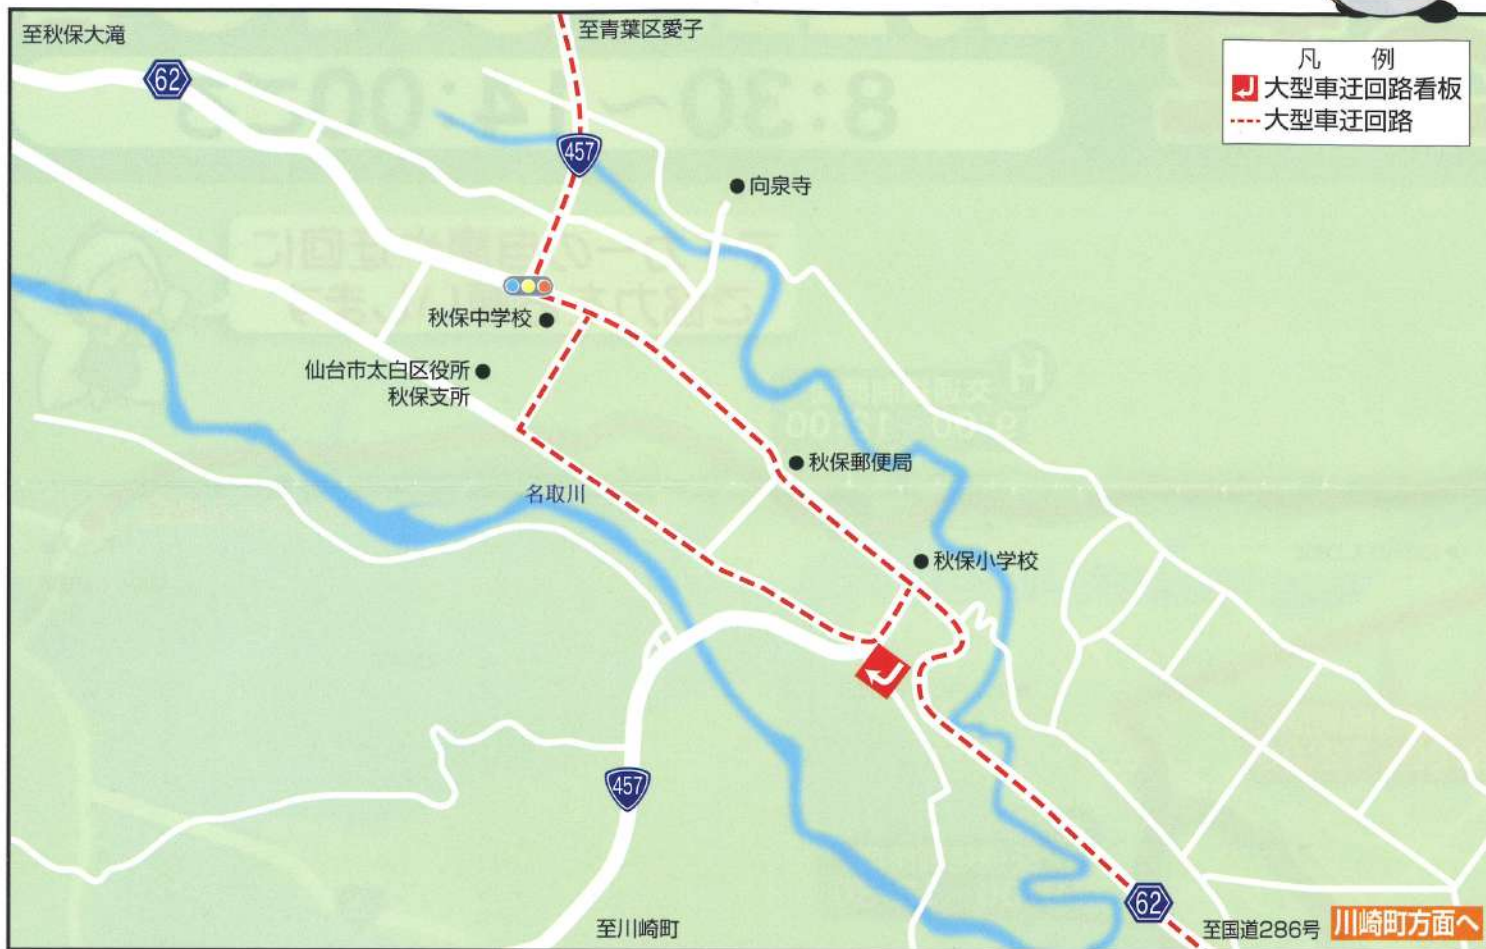 至秋保大滝
至青葉区愛子
凡 例
大型車迂回路看板
大型車迂回路
62
457
向泉寺
秋保中学校
仙台市太白区役所
秋保支所
秋保郵便局
名取川
秋保小学校
457
62
至川崎町
至国道286号
川崎町方面へ